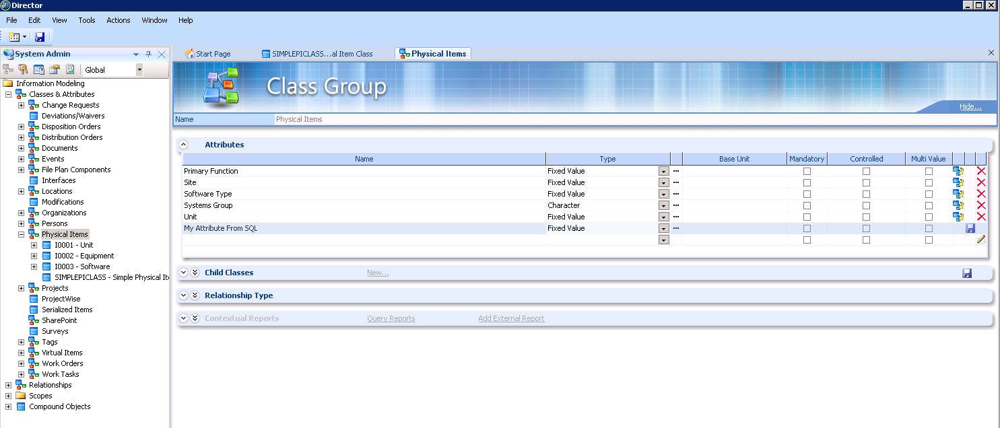 Director
File Edit View Tools Actions Window Help
System Admin
Global
Information Modeling
Classes & Attributes
Change Requests
Deviations/Waivers
Disposition Orders
Distribution Orders
Documents
Events
File Plan Components
Interfaces
Locations
Modifications
Organizations
Persons
Physical Items
I0001 - Unit
I0002 - Equipment
I0003 - Software
SIMPLEPICLASS - Simple Physical Ite
Projects
ProjectWise
Serialized Items
SharePoint
Surveys
Tags
Virtual Items
Work Orders
Work Tasks
Relationships
Scopes
Compound Objects
Start Page SIMPLEPICLASS...al Item Class Physical Items
Class Group
Hide...
Name Physical Items
Attributes
Name Type Base Unit Mandatory Controlled Multi Value
Primary Function Fixed Value ...
Site Fixed Value ...
Software Type Fixed Value ...
Systems Group Character ...
Unit Fixed Value ...
My Attribute From SQL Fixed Value ...
Child Classes New...
Relationship Type
Contextual Reports Query Reports Add External Report